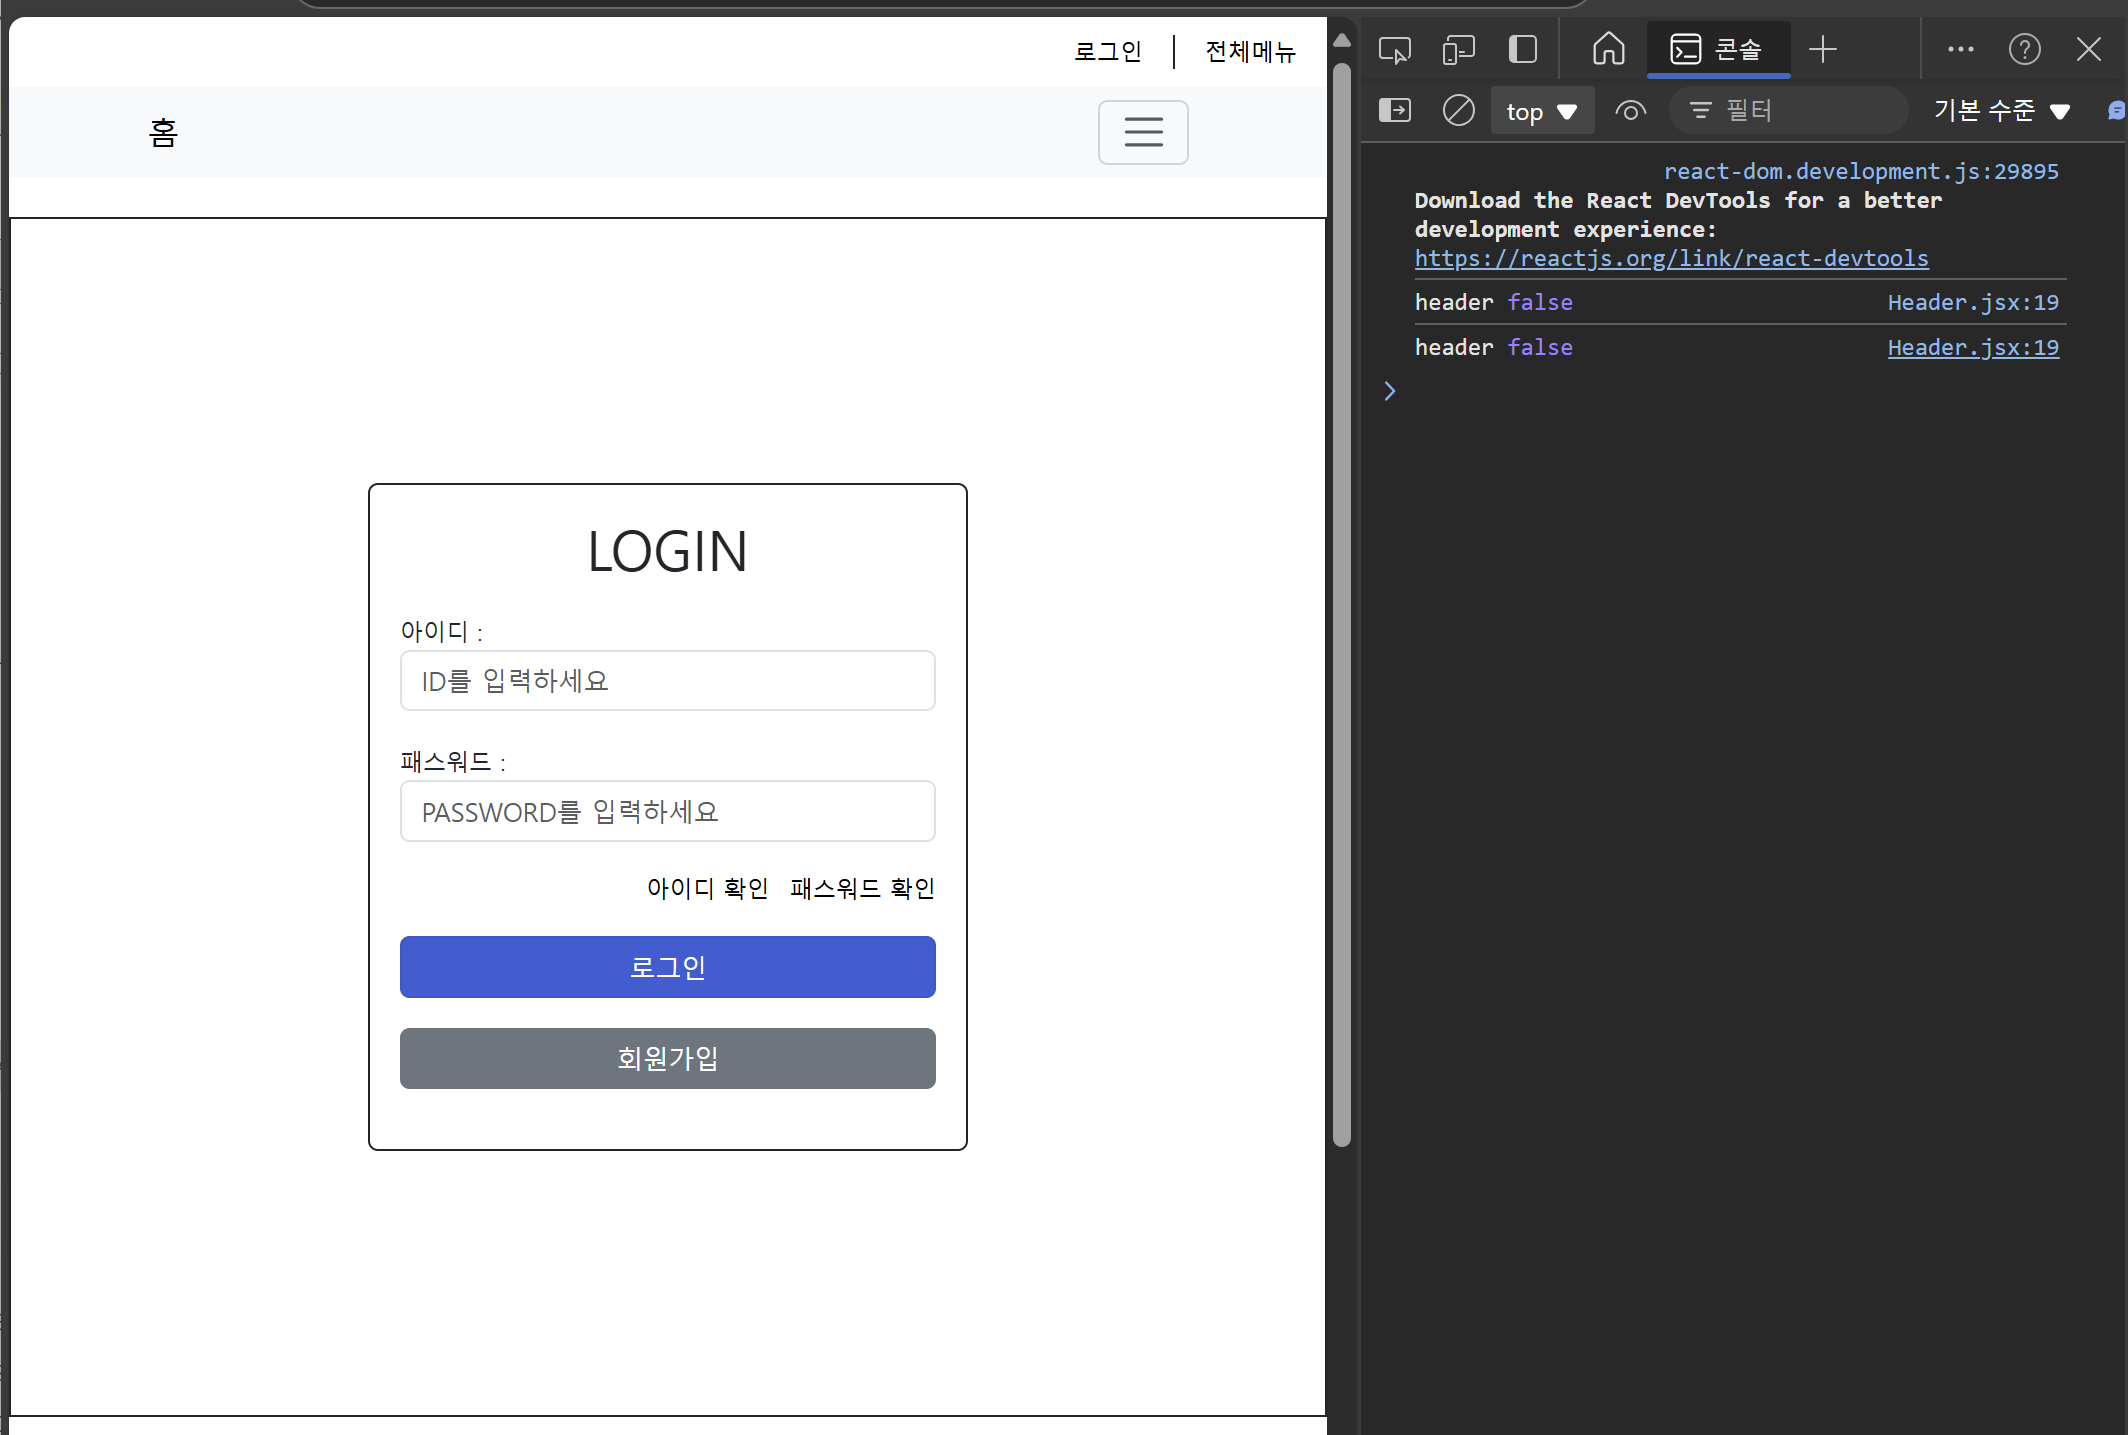 로그인 | 전체메뉴
홈
LOGIN
아이디 :
ID를 입력하세요
패스워드 :
PASSWORD를 입력하세요
아이디 확인 패스워드 확인
로그인
회원가입
콘솔
top 필터 기본 수준
react-dom.development.js:29895
Download the React DevTools for a better
development experience:
https://reactjs.org/link/react-devtools
header false Header.jsx:19
header false Header.jsx:19